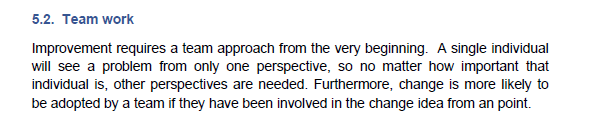 5.2. Team work
Improvement requires a team approach from the very beginning. A single individual
will see a problem from only one perspective, so no matter how important that
individual is, other perspectives are needed. Furthermore, change is more likely to
be adopted by a team if they have been involved in the change idea from an point.